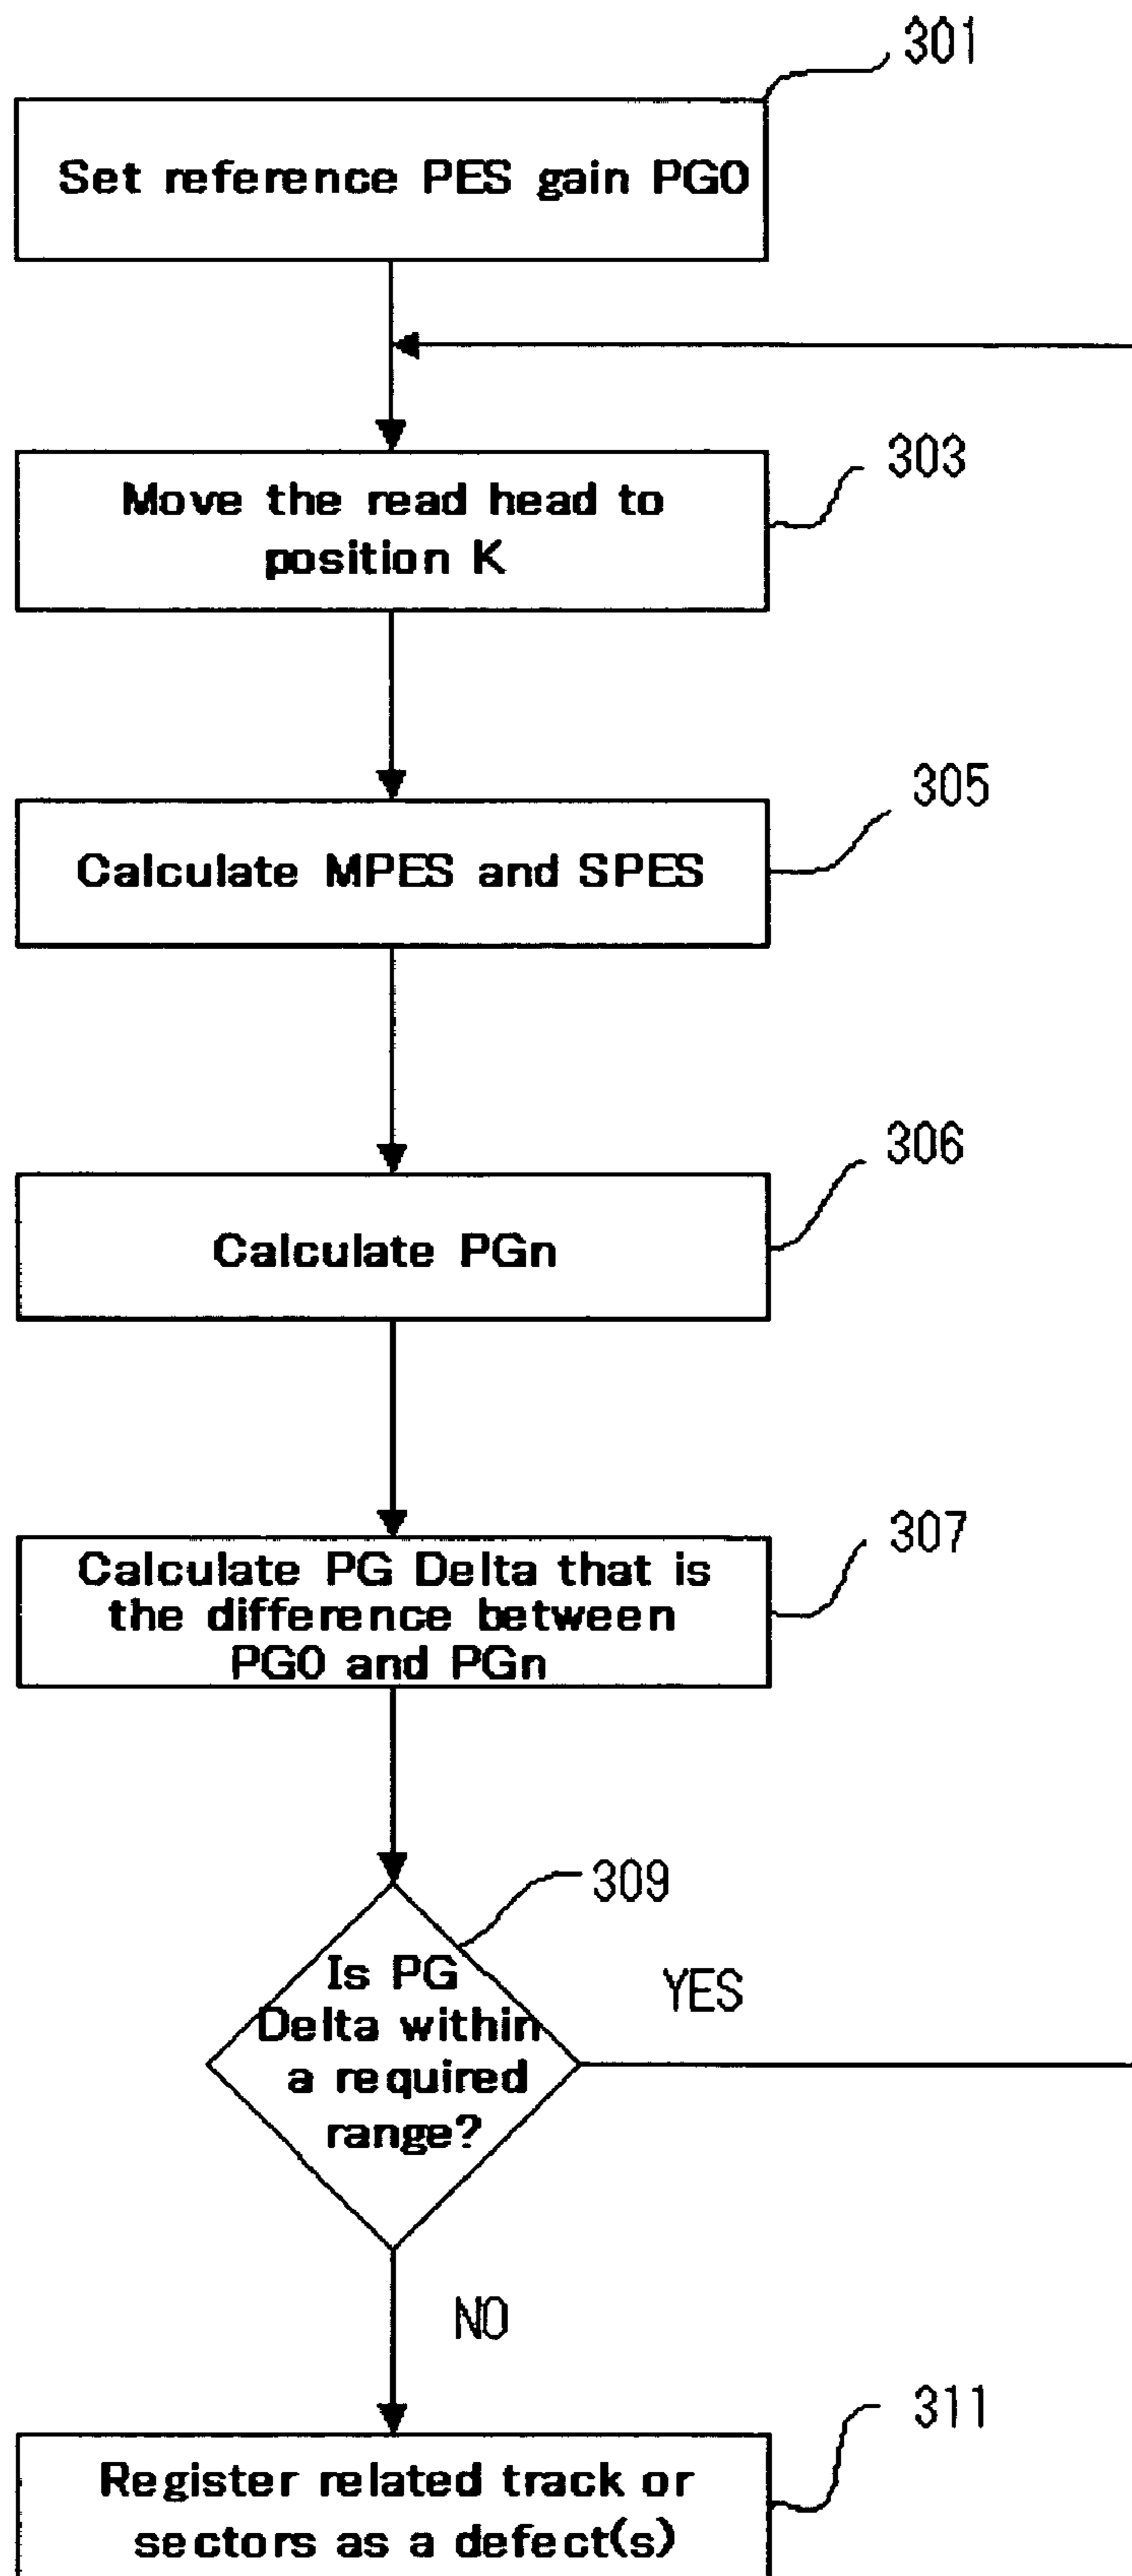 301
Set reference PES gain PG0
303
Move the read head to
position K
305
Calculate MPES and SPES
306
Calculate PGn
307
Calculate PG Delta that is
the difference between
PG0 and PGn
309
Is PG
Delta within
a required
range?
YES
NO
311
Register related track or
sectors as a defect(s)